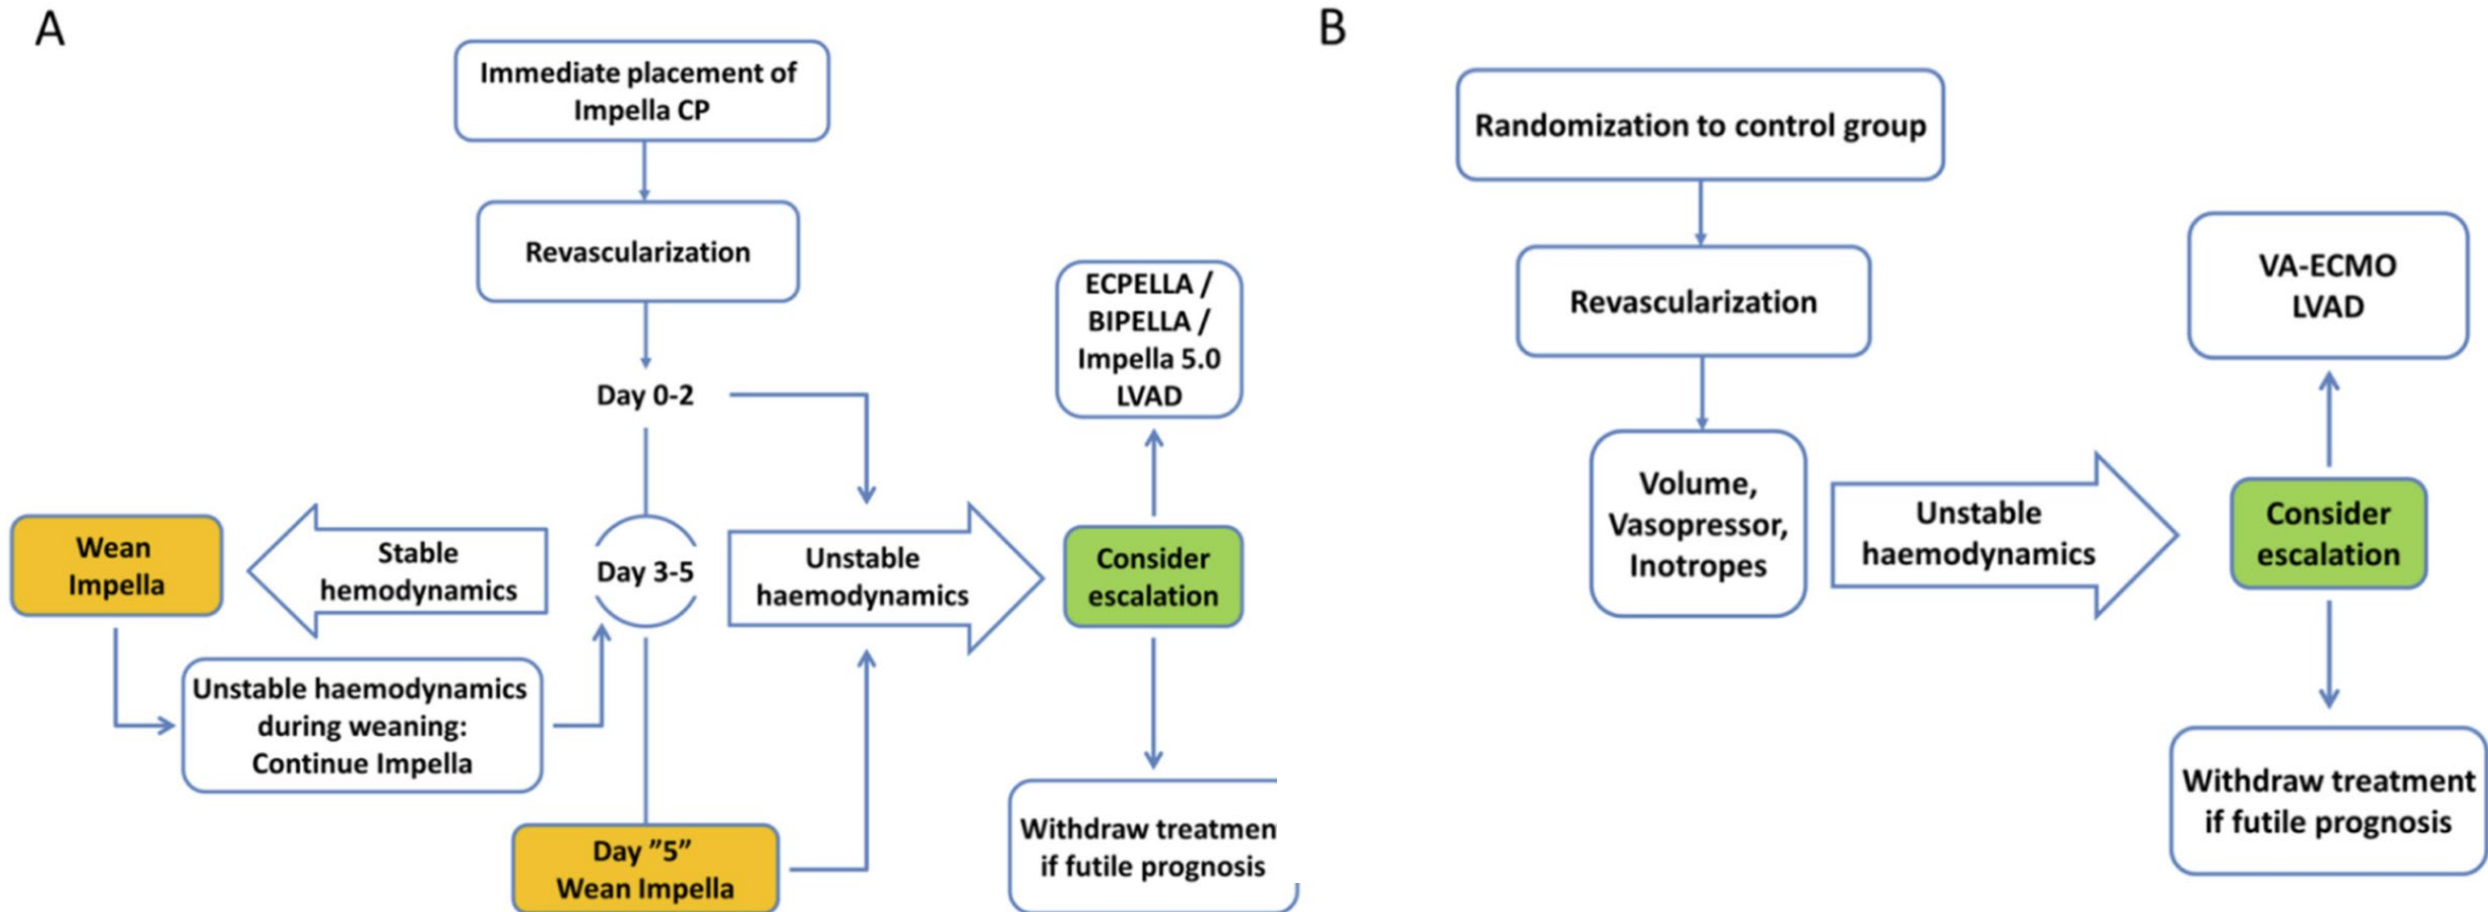 A
Immediate placement of
Impella CP
Revascularization
Day 0-2
ECPELLA /
BIPELLA /
Impella 5.0
LVAD
Wean
Impella
Stable
hemodynamics
Day 3-5
Unstable
haemodynamics
Consider
escalation
Unstable haemodynamics
during weaning:
Continue Impella
Day ”5”
Wean Impella
Withdraw treatmen
if futile prognosis
B
Randomization to control group
Revascularization
VA-ECMO
LVAD
Volume,
Vasopressor,
Inotropes
Unstable
haemodynamics
Consider
escalation
Withdraw treatment
if futile prognosis